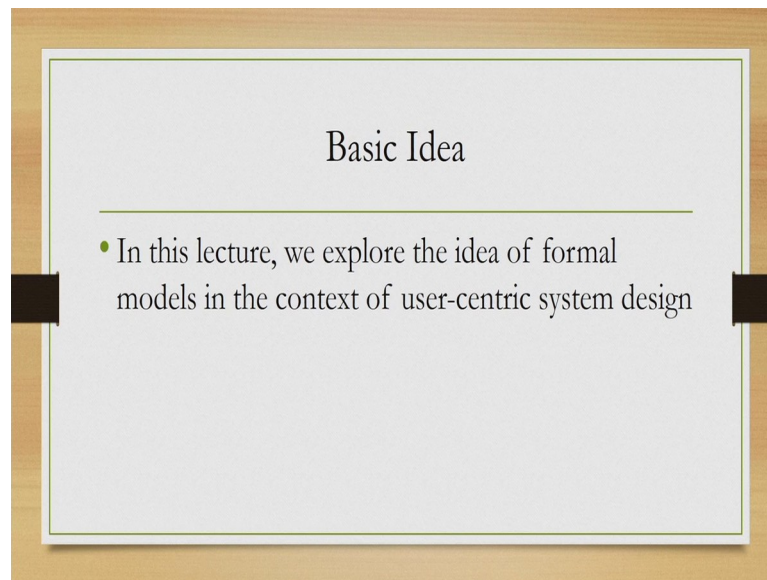 Basic Idea
• In this lecture, we explore the idea of formal
models in the context of user-centric system design